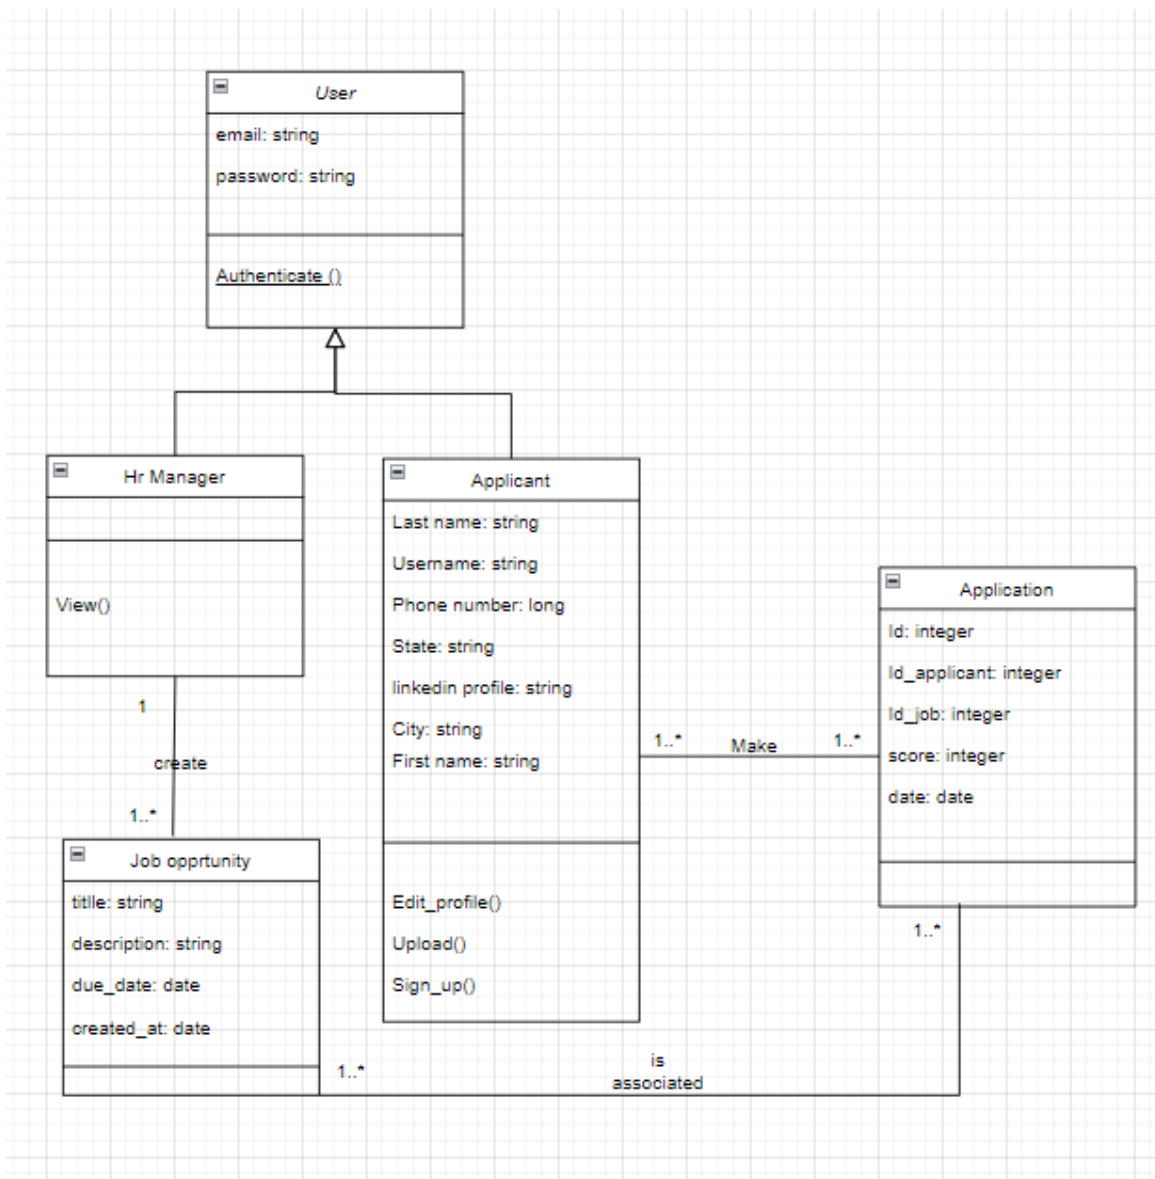 User
email: string
password: string
Authenticate ()
Hr Manager
View()
1
create
1..*
Job opprtunity
titlle: string
description: string
due_date: date
created_at: date
Applicant
Last name: string
Username: string
Phone number: long
State: string
linkedin profile: string
City: string
First name: string
Edit_profile()
Upload()
Sign_up()
1..*
Make
1..*
Application
Id: integer
Id_applicant: integer
Id_job: integer
score: integer
date: date
1..*
1..*
is
associated